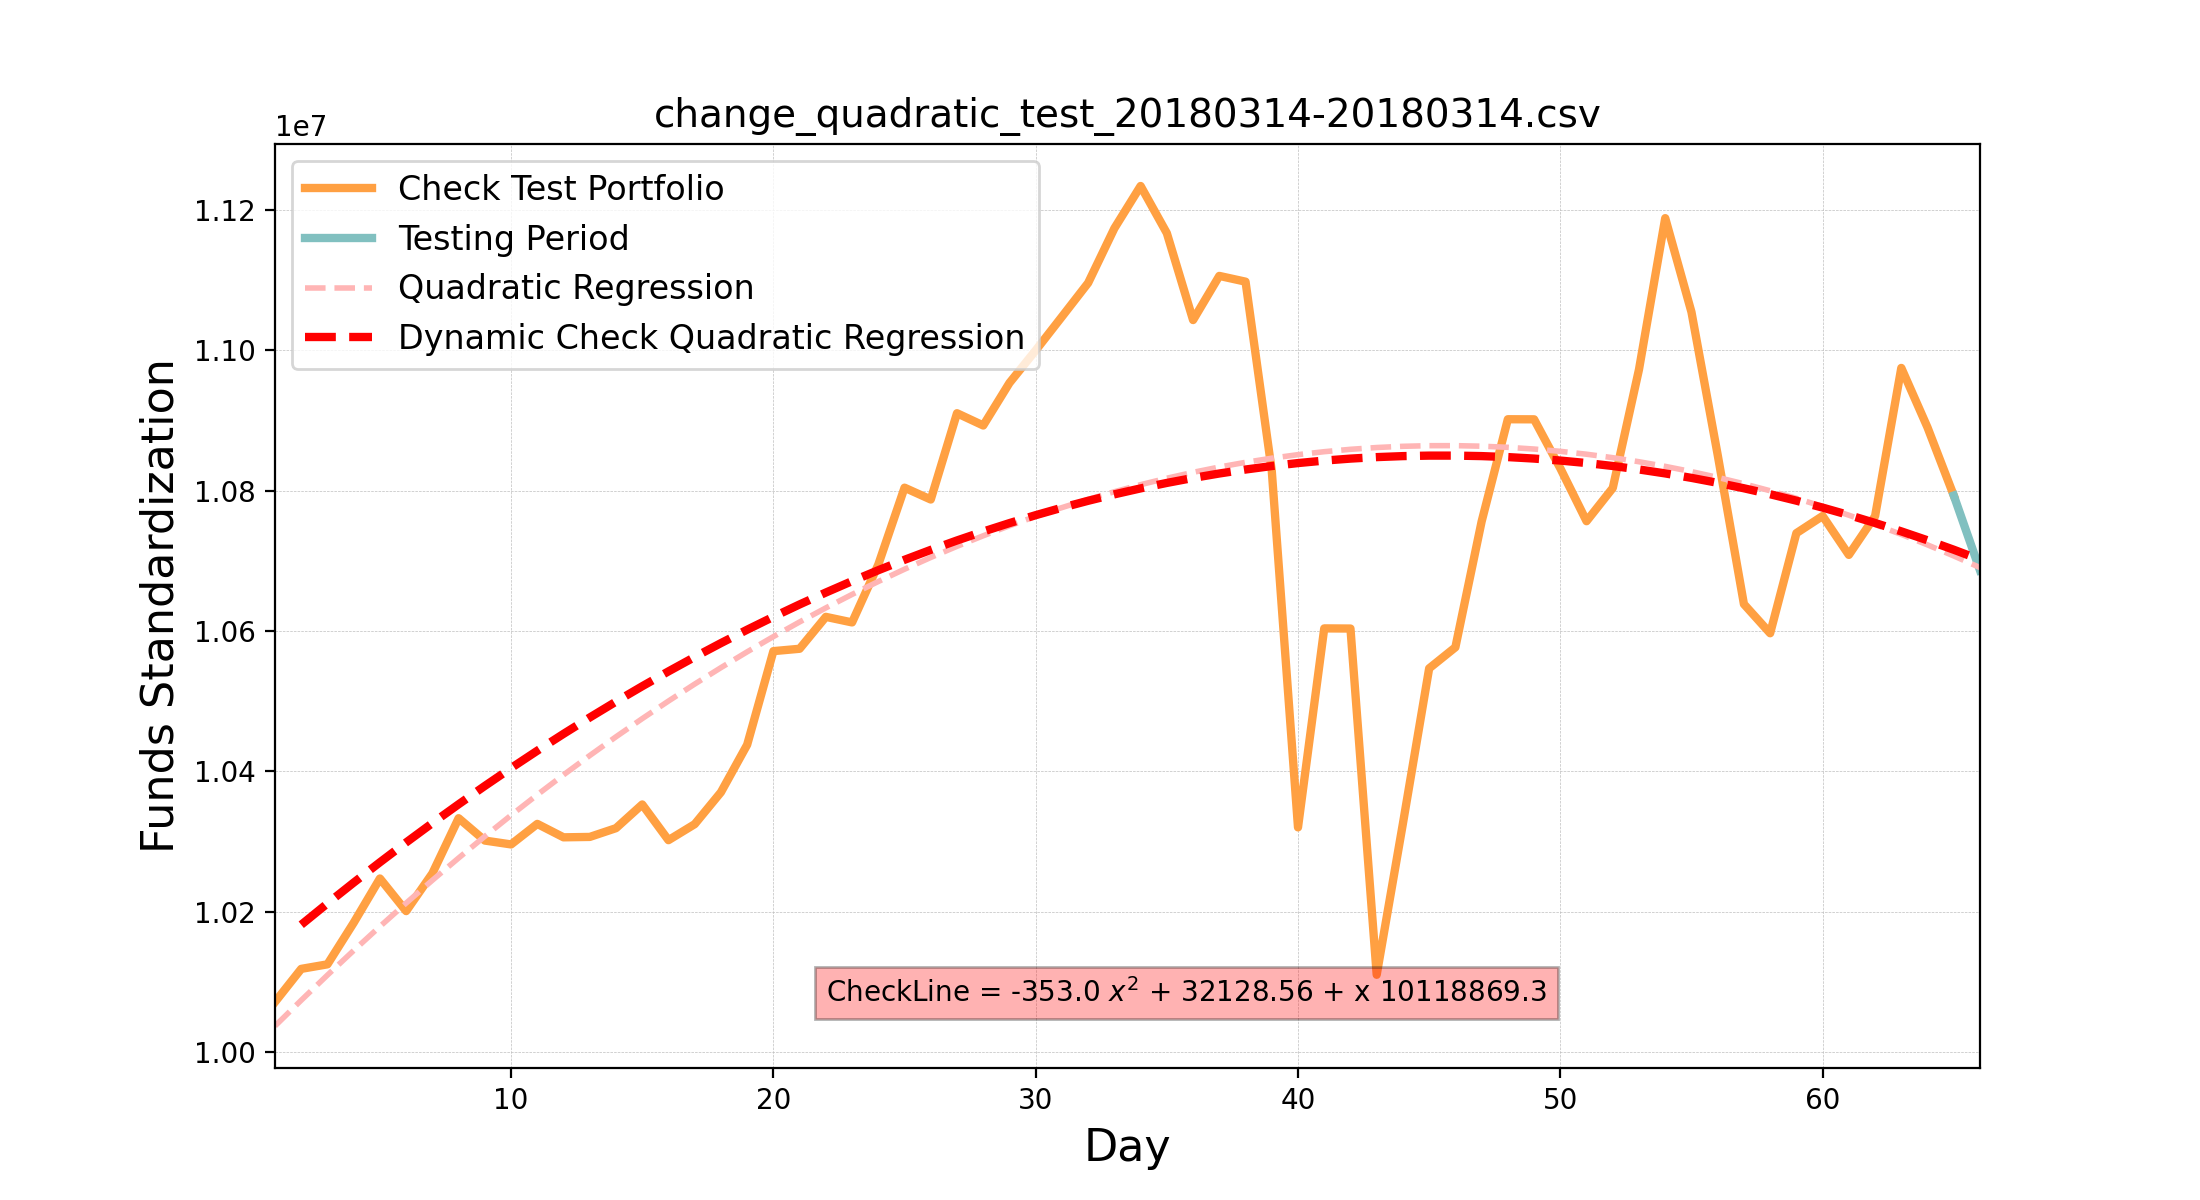 change_quadratic_test_20180314-20180314.csv
1e7
Check Test Portfolio
Testing Period
Quadratic Regression
Dynamic Check Quadratic Regression
1.12
1.10
1.08
1.06
1.04
1.02
1.00
Funds Standardization
CheckLine = -353.0 x² + 32128.56 + x 10118869.3
10 20 30 40 50 60
Day